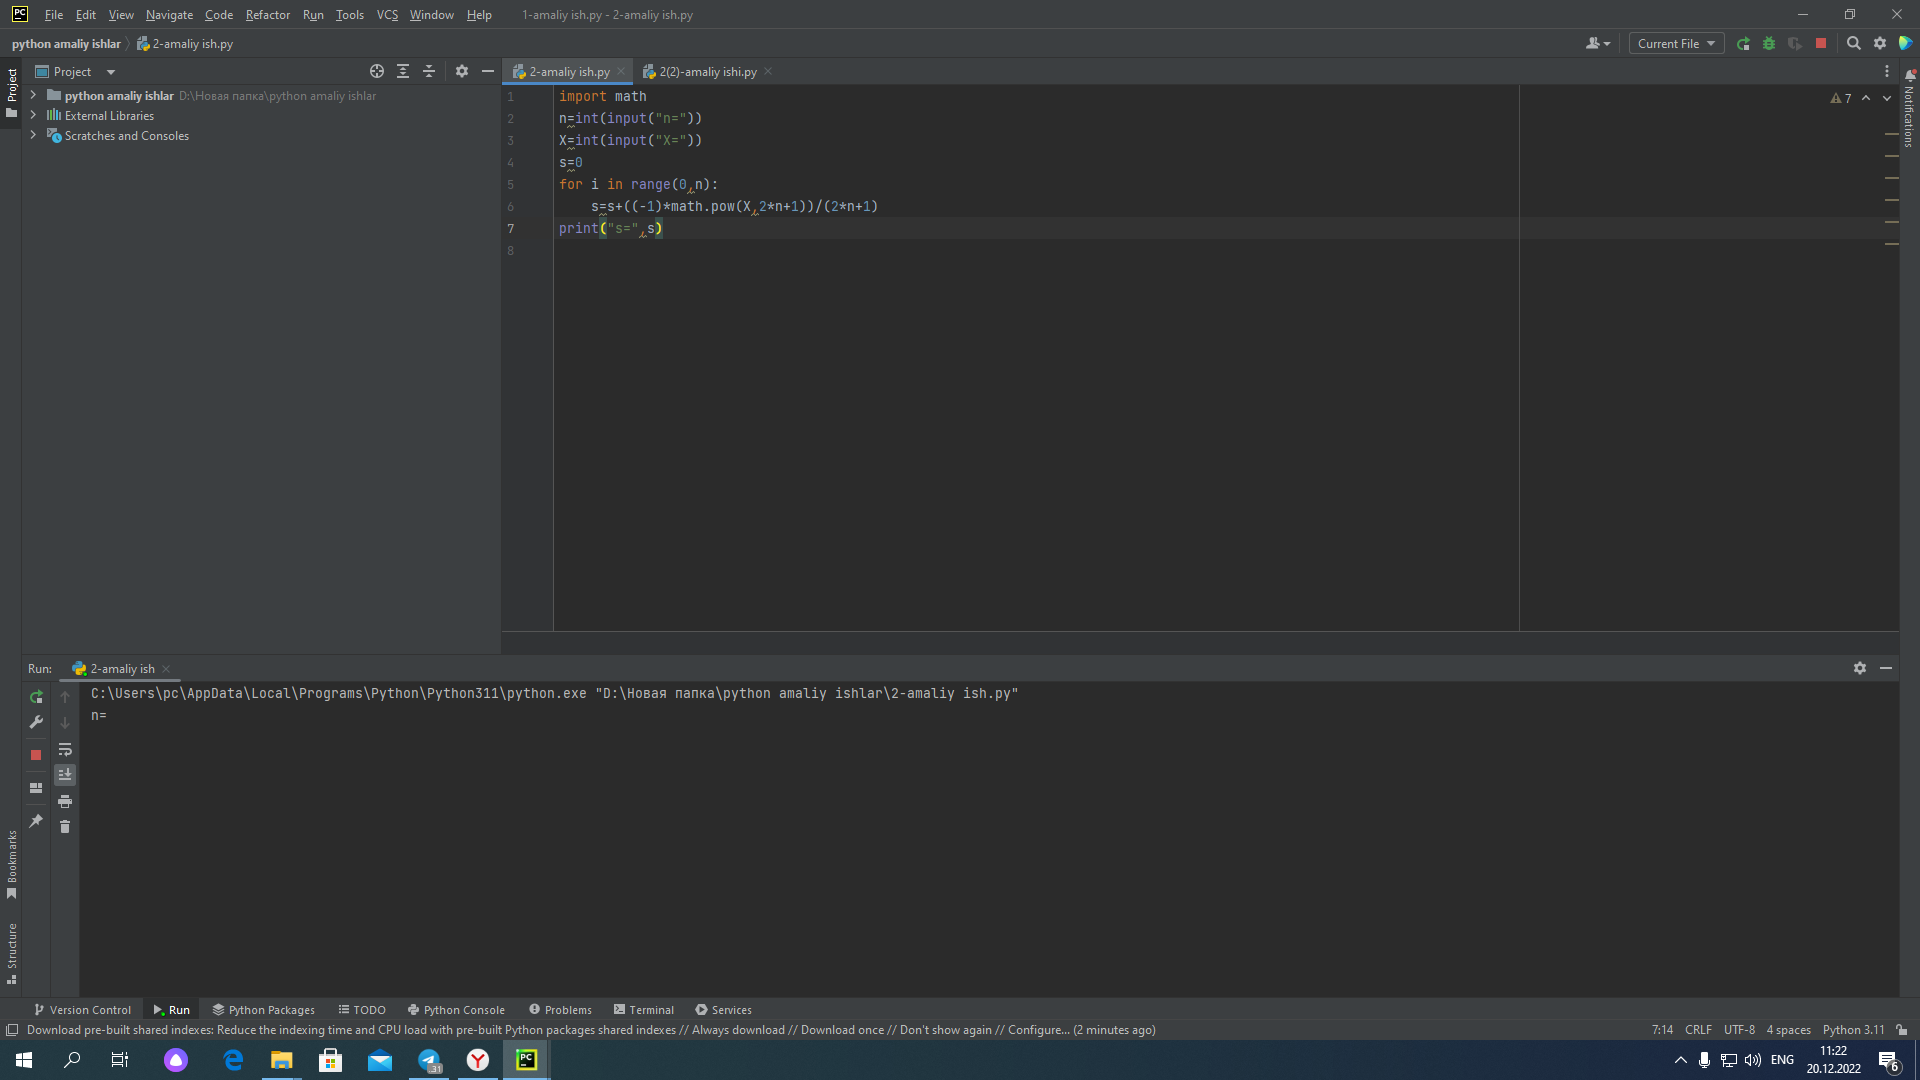 PC File Edit View Navigate Code Refactor Run Tools VCS Window Help 1-amaliy ish.py - 2-amaliy ish.py
python amaliy ishlar 2-amaliy ish.py Current File
Project
Project
2-amaliy ish.py 2(2)-amaliy ishi.py
Notifications
python amaliy ishlar D:\Новая папка\python amaliy ishlar
External Libraries
Scratches and Consoles
7
1 import math
2 n=int(input("n="))
3 X=int(input("X="))
4 s=0
5 for i in range(0,n):
6 s=s+((-1)*math.pow(X,2*n+1))/(2*n+1)
7 print("s=",s)
8
Run: 2-amaliy ish
C:\Users\pc\AppData\Local\Programs\Python\Python311\python.exe "D:\Новая папка\python amaliy ishlar\2-amaliy ish.py"
n=
Bookmarks
Structure
Version Control Run Python Packages TODO Python Console Problems Terminal Services
Download pre-built shared indexes: Reduce the indexing time and CPU load with pre-built Python packages shared indexes // Always download // Download once // Don't show again // Configure... (2 minutes ago) 7:14 CRLF UTF-8 4 spaces Python 3.11
31 PC ENG 11:22
20.12.2022 6